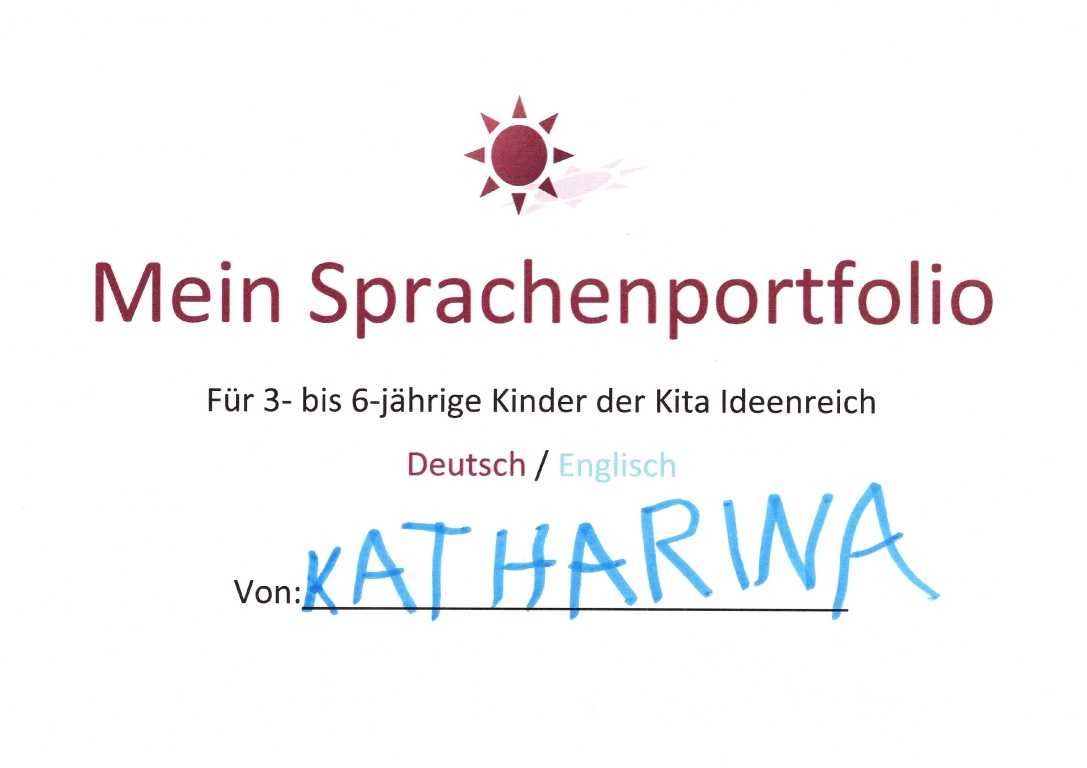 Mein Sprachenportfolio
Für 3- bis 6-jährige Kinder der Kita Ideenreich
Deutsch / Englisch
Von: KATHARINA